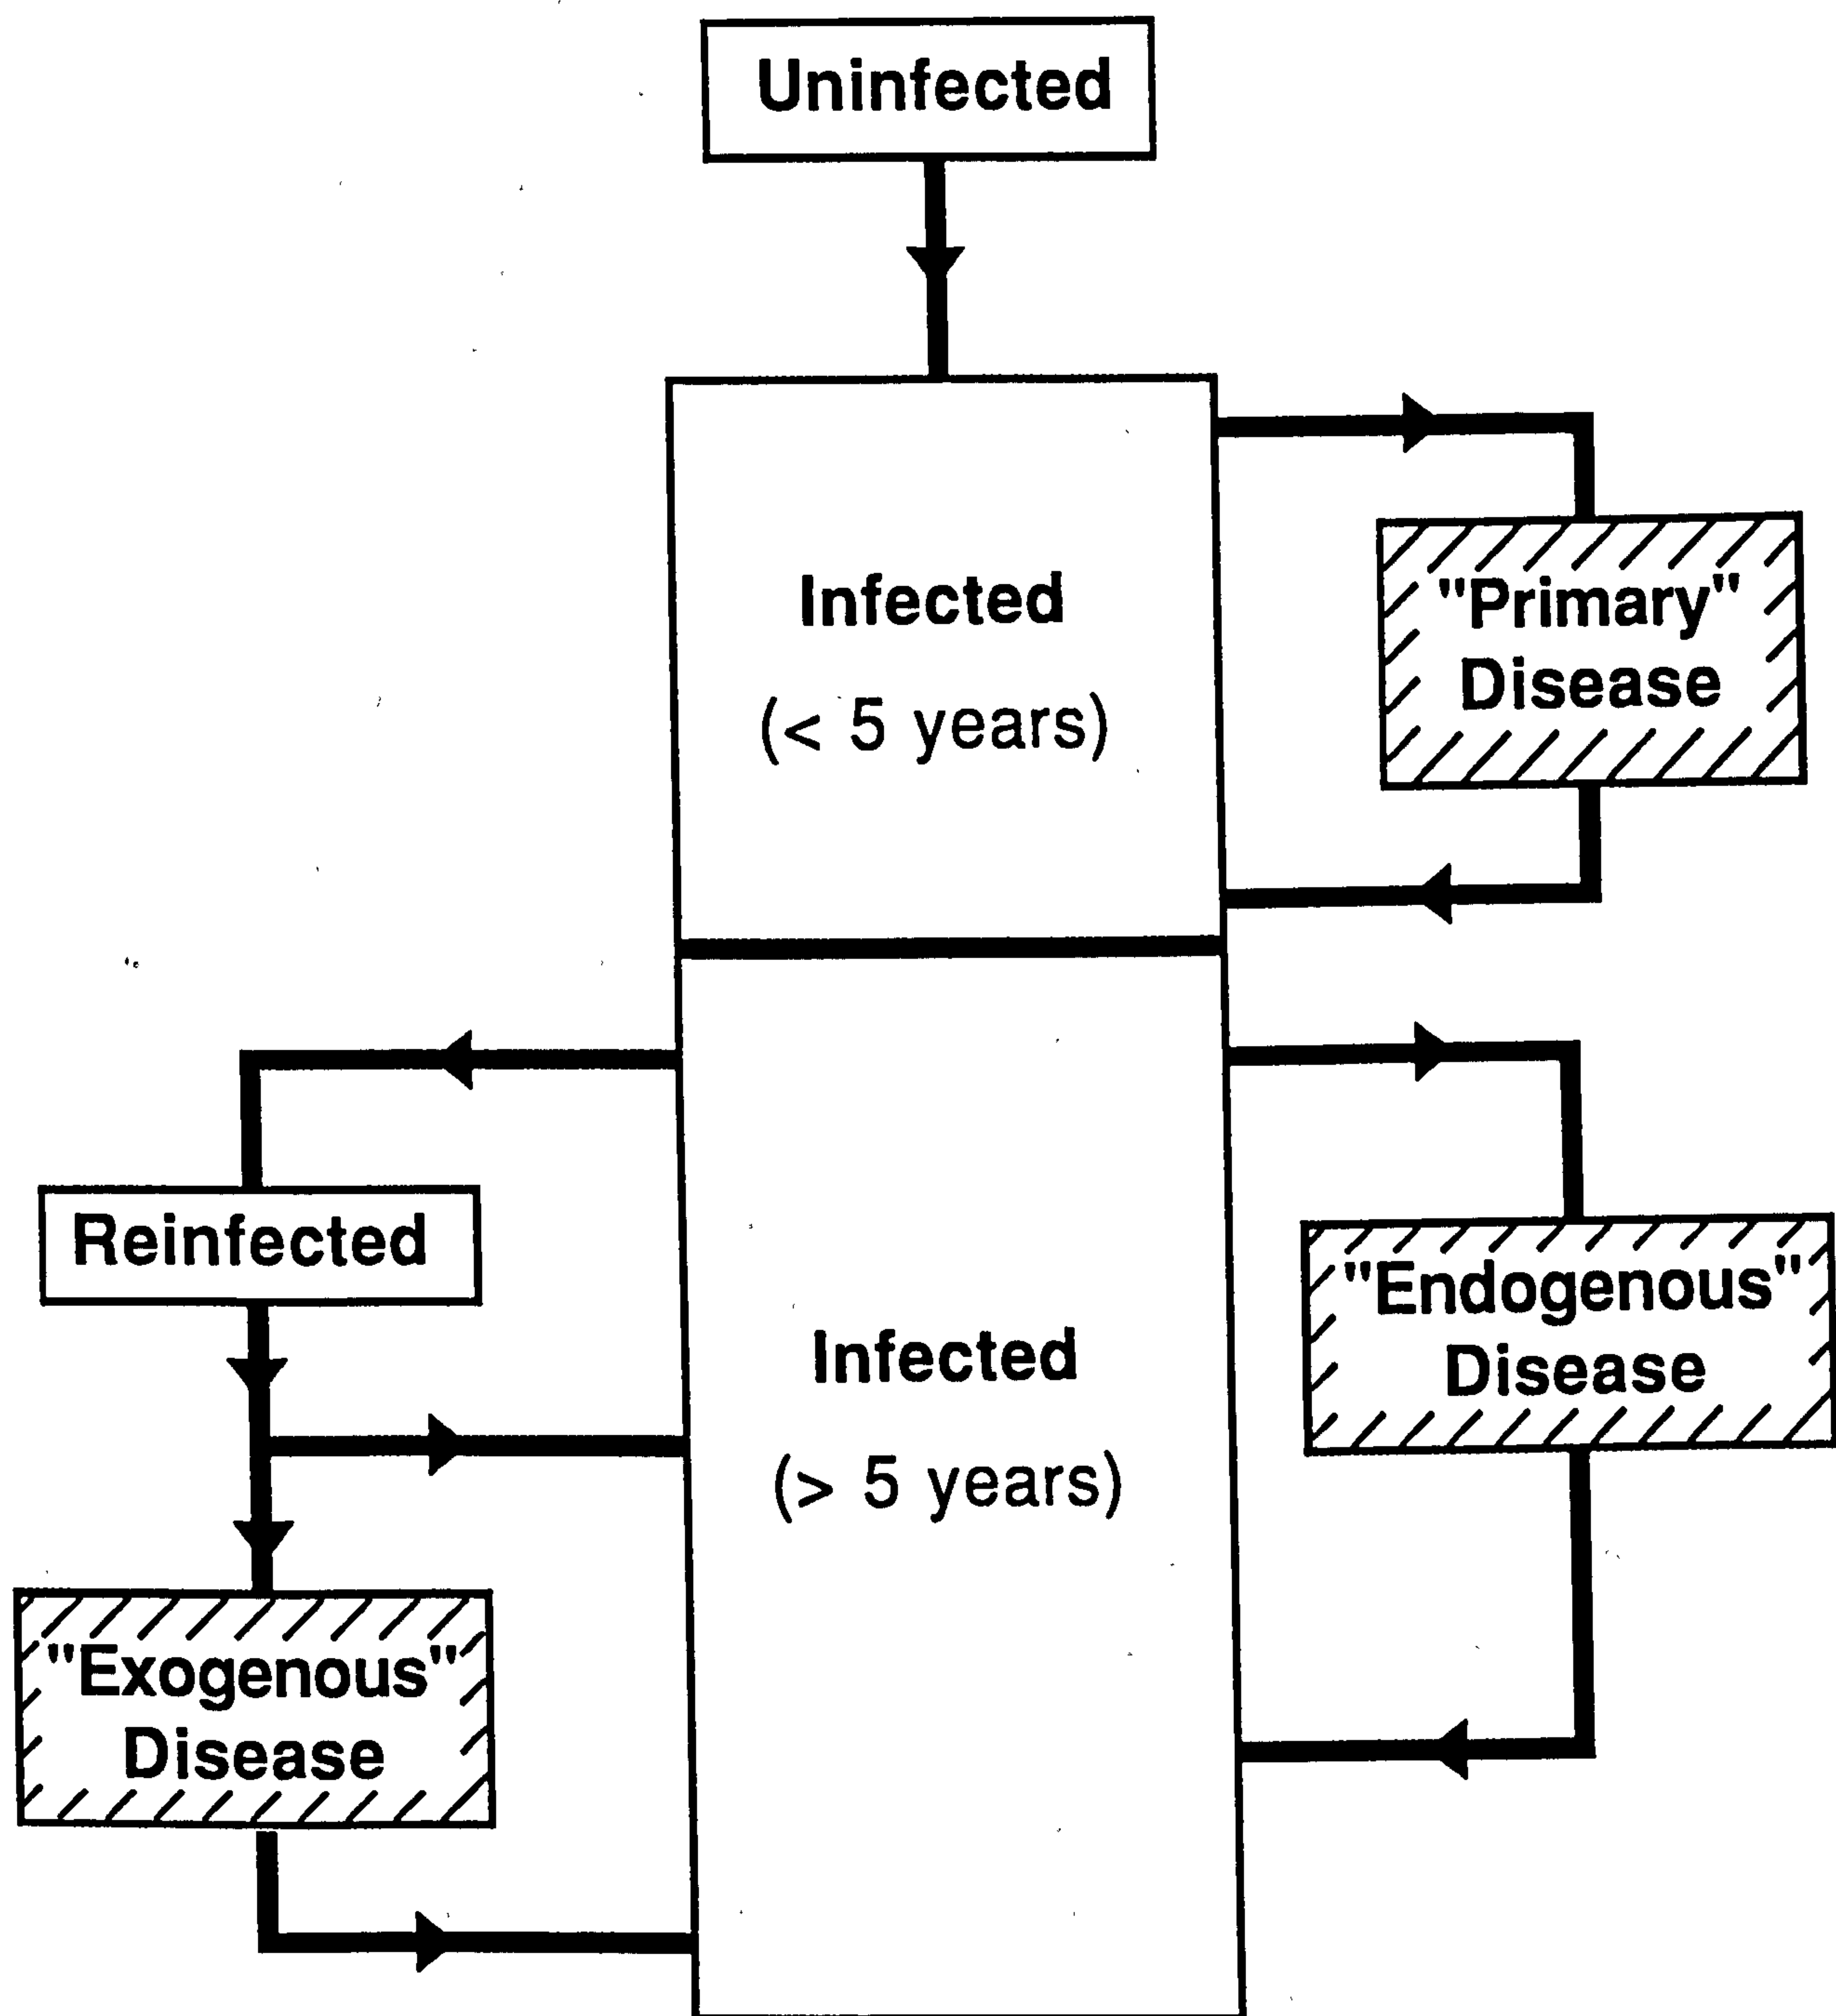 Uninfected
Infected
(< 5 years)
"Primary"
Disease
Reinfected
"Endogenous"
Disease
Infected
(> 5 years)
"Exogenous"
Disease